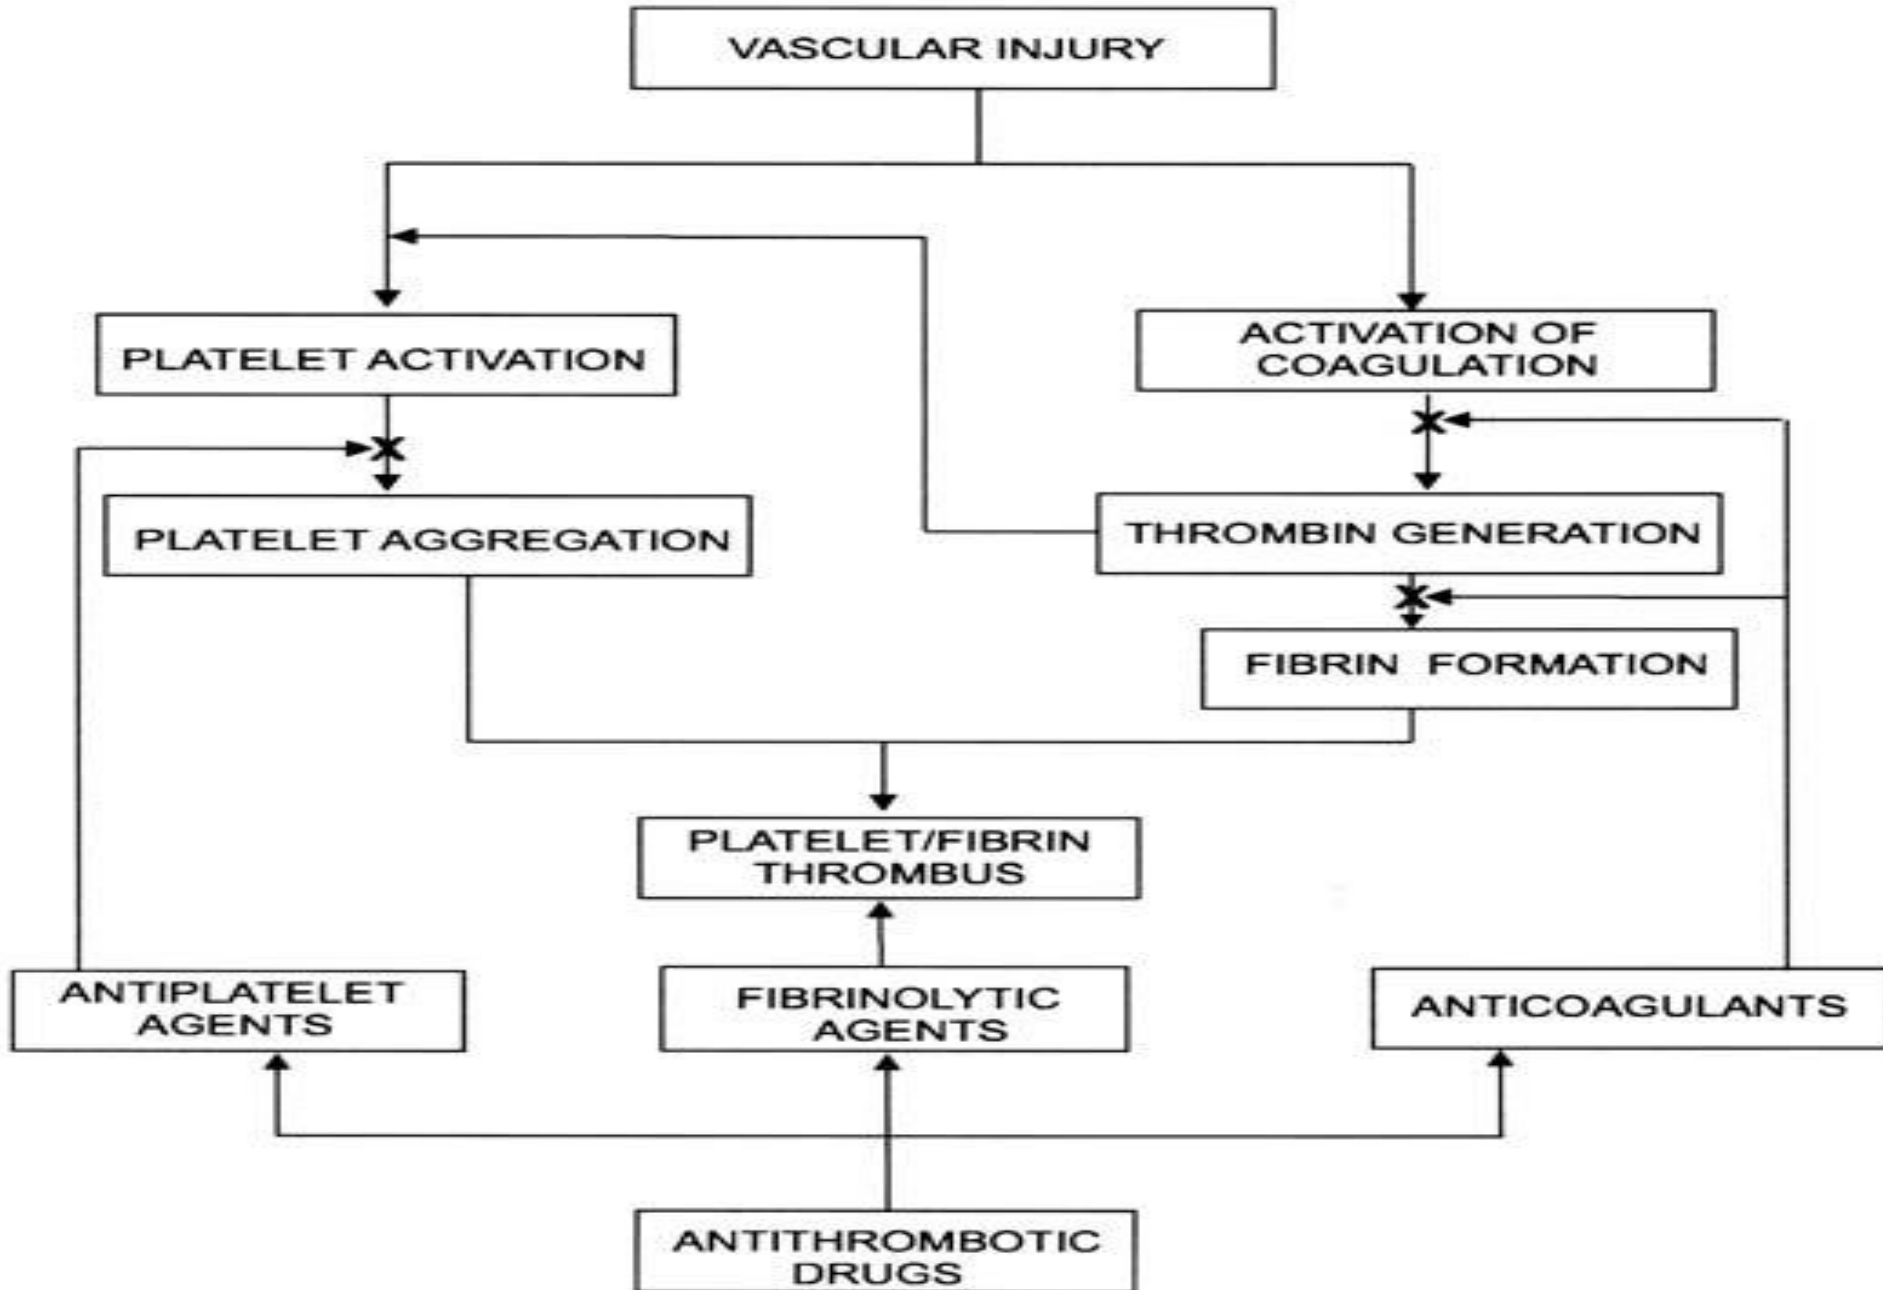 VASCULAR INJURY
PLATELET ACTIVATION
ACTIVATION OF
COAGULATION
PLATELET AGGREGATION
THROMBIN GENERATION
FIBRIN FORMATION
PLATELET/FIBRIN
THROMBUS
ANTIPLATELET
AGENTS
FIBRINOLYTIC
AGENTS
ANTICOAGULANTS
ANTITHROMBOTIC
DRUGS